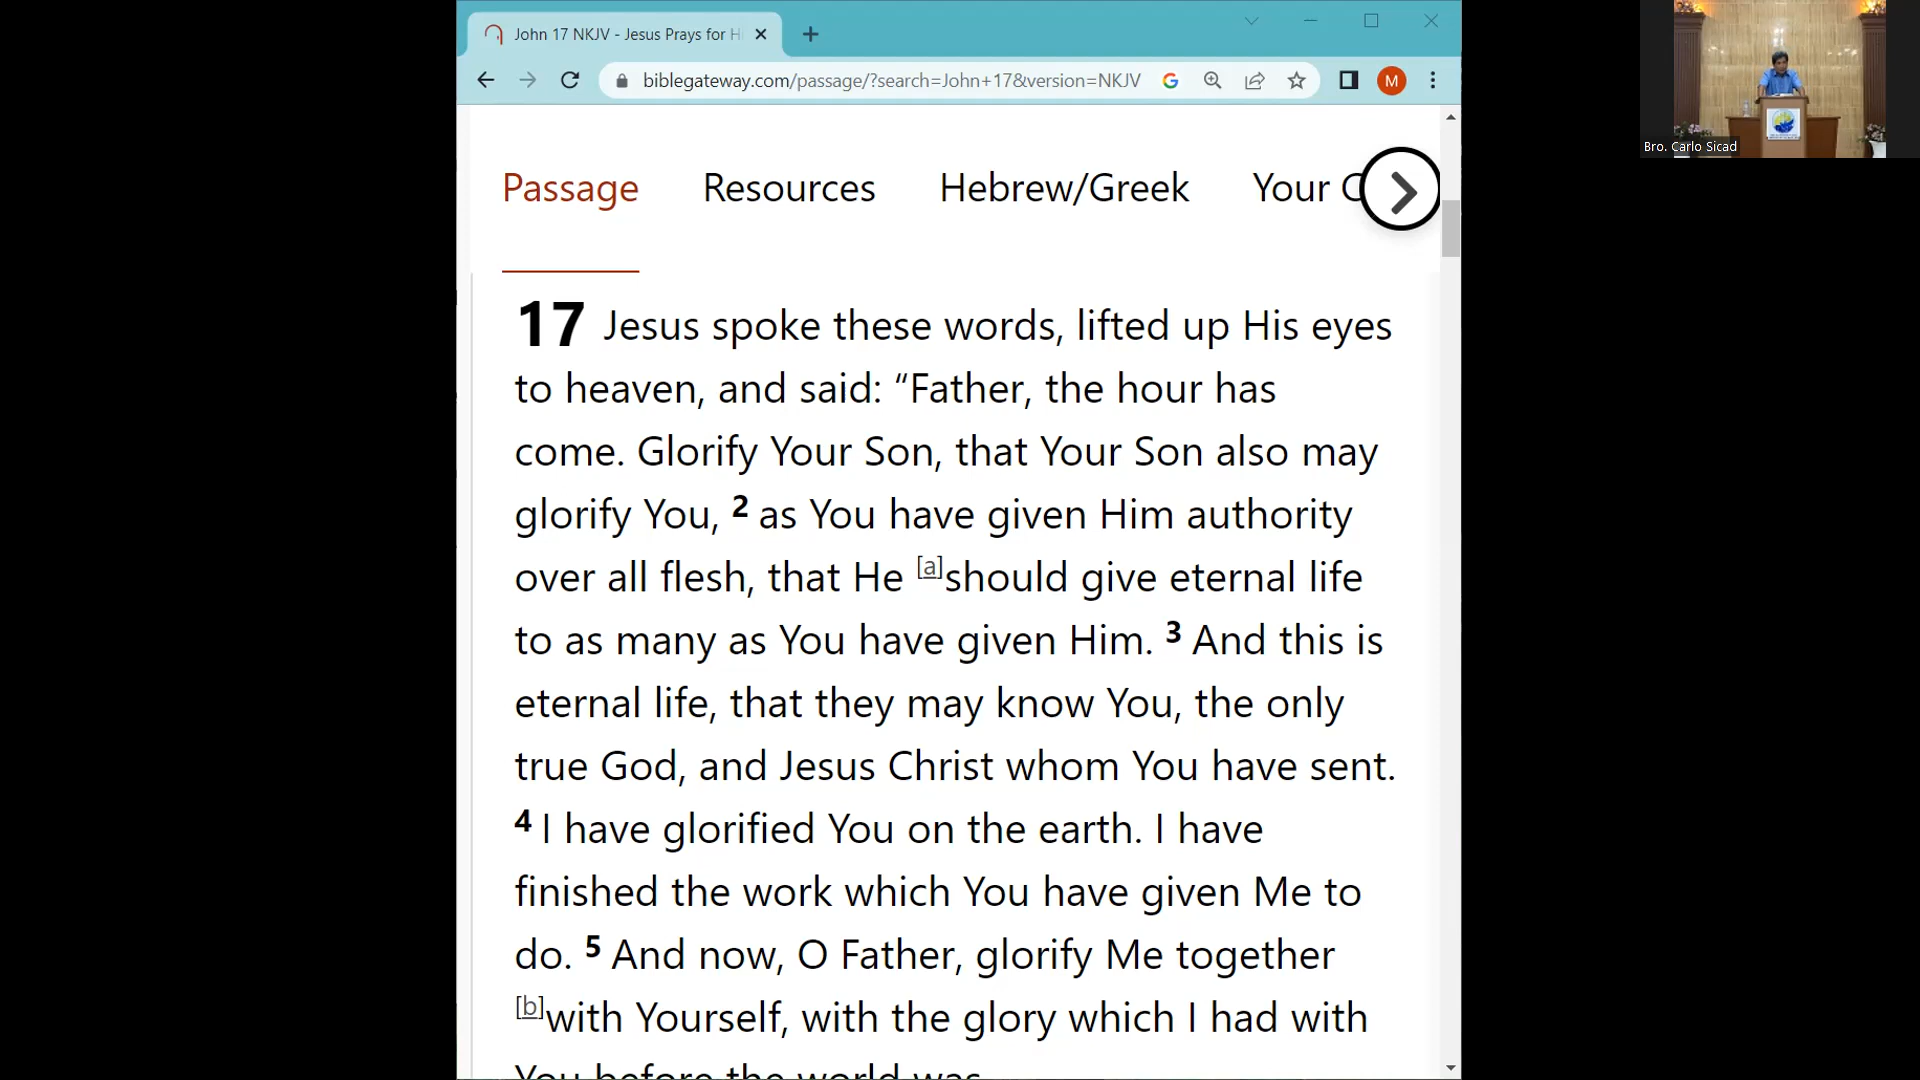 John 17 NKJV - Jesus Prays for Hi
biblegateway.com/passage/?search=John+17&version=NKJV
M
Bro. Carlo Sicad
Passage Resources Hebrew/Greek Your C
17 Jesus spoke these words, lifted up His eyes
to heaven, and said: “Father, the hour has
come. Glorify Your Son, that Your Son also may
glorify You, 2 as You have given Him authority
over all flesh, that He [a]should give eternal life
to as many as You have given Him. 3 And this is
eternal life, that they may know You, the only
true God, and Jesus Christ whom You have sent.
4 I have glorified You on the earth. I have
finished the work which You have given Me to
do. 5 And now, O Father, glorify Me together
[b]with Yourself, with the glory which I had with
You before the world was.